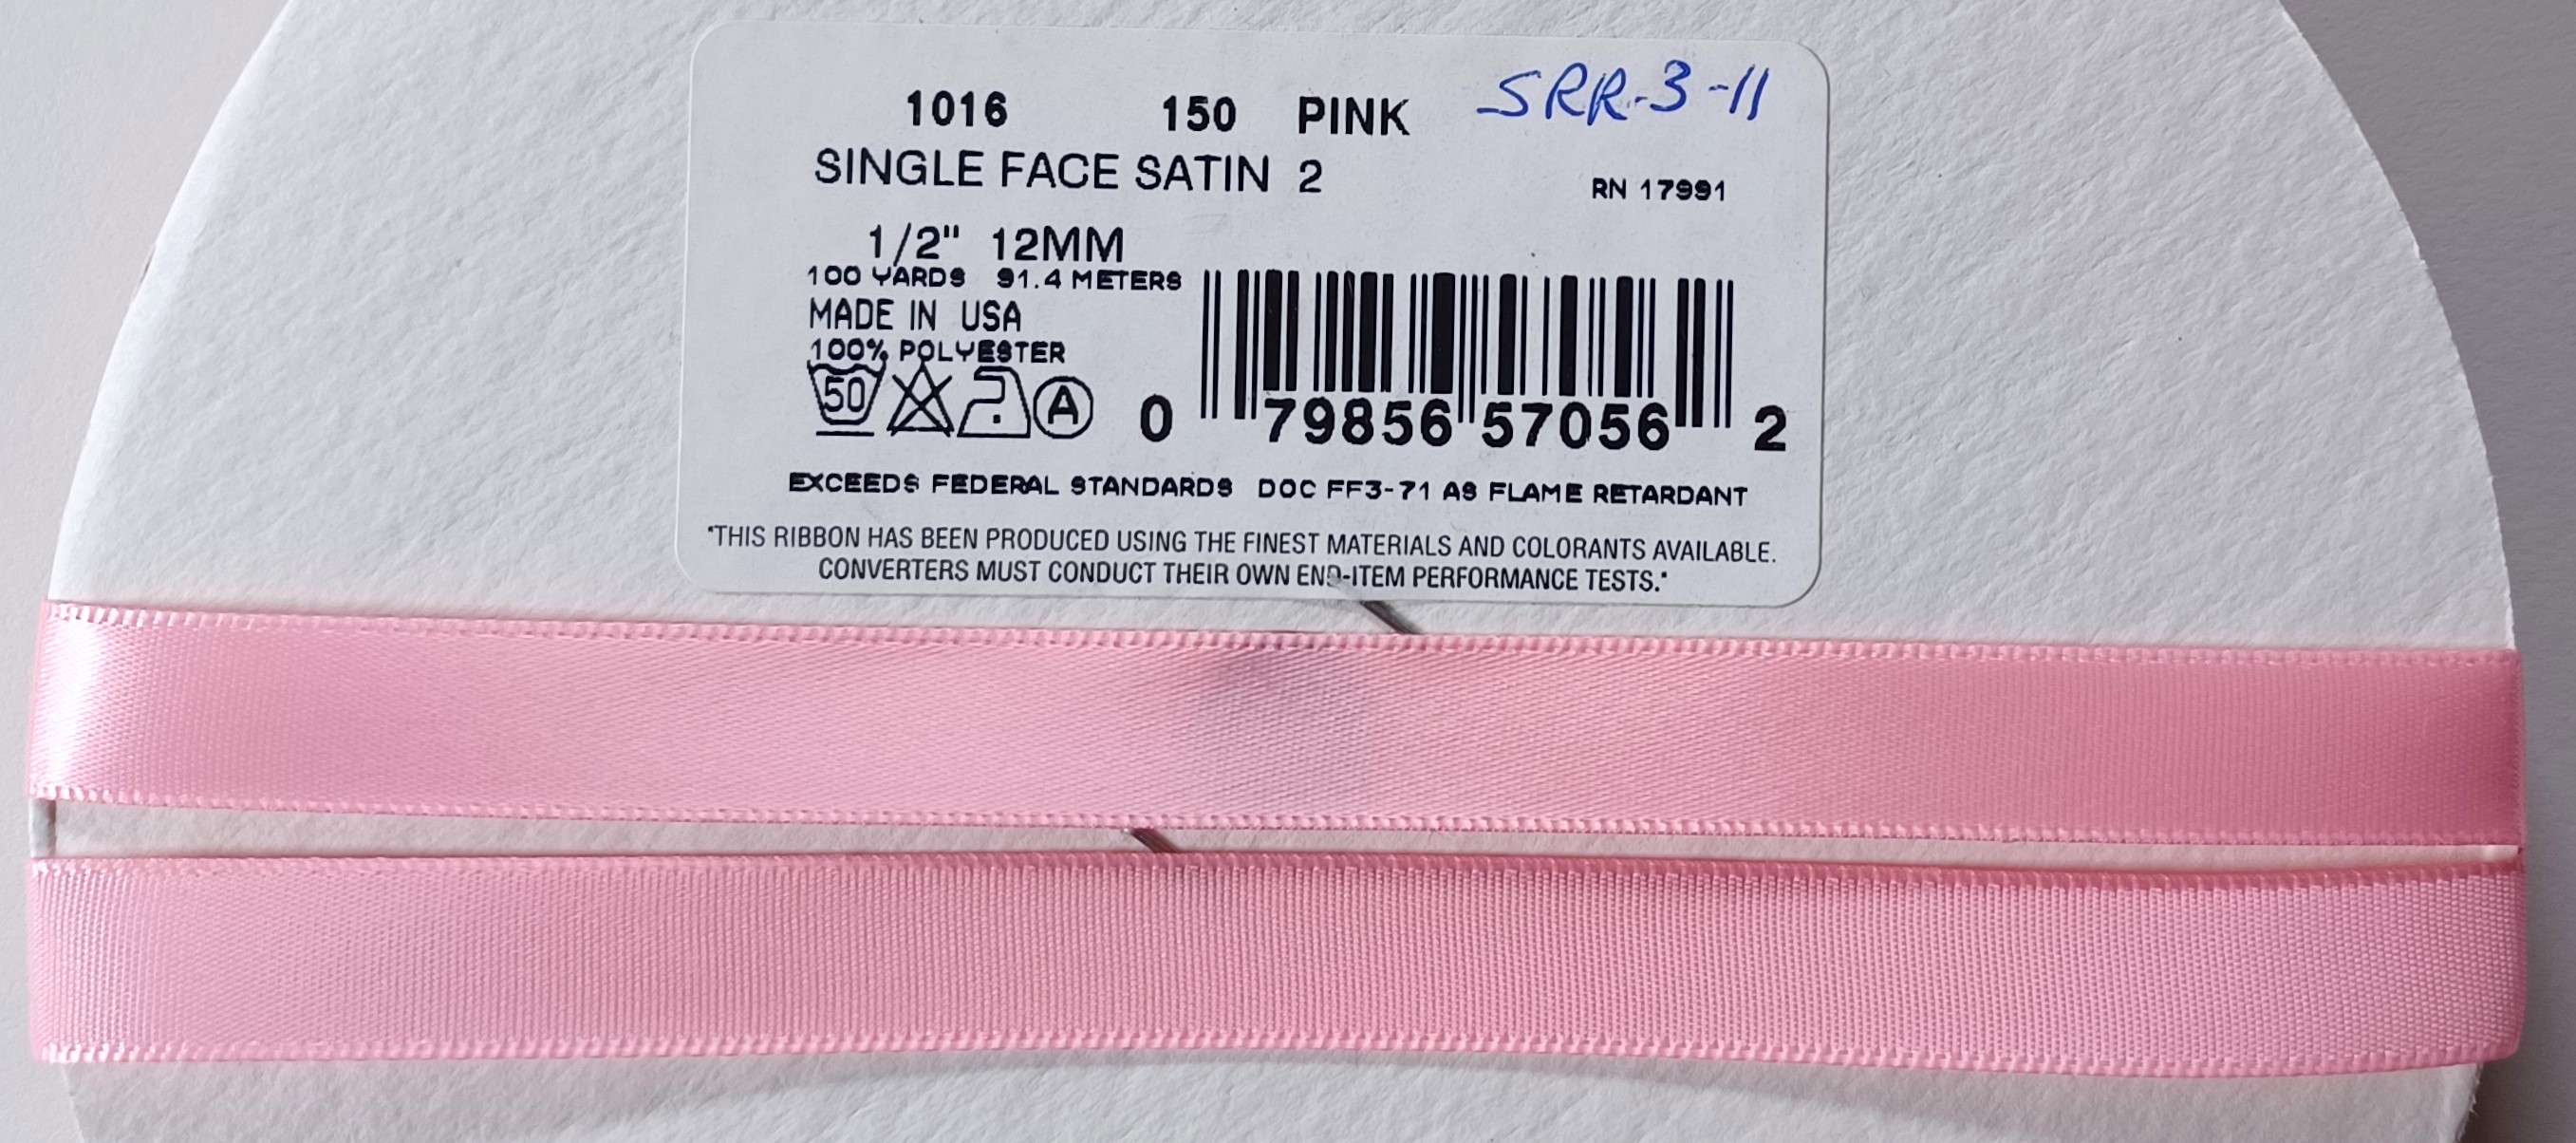 1016 150 PINK SRR-3-11
SINGLE FACE SATIN 2
RN 17991
1/2" 12MM
100 YARDS 91.4 METERS
MADE IN USA
100% POLYESTER
50 A
0 79856 57056 2
EXCEEDS FEDERAL STANDARDS DOC FF3-71 AS FLAME RETARDANT
"THIS RIBBON HAS BEEN PRODUCED USING THE FINEST MATERIALS AND COLORANTS AVAILABLE.
CONVERTERS MUST CONDUCT THEIR OWN END-ITEM PERFORMANCE TESTS."